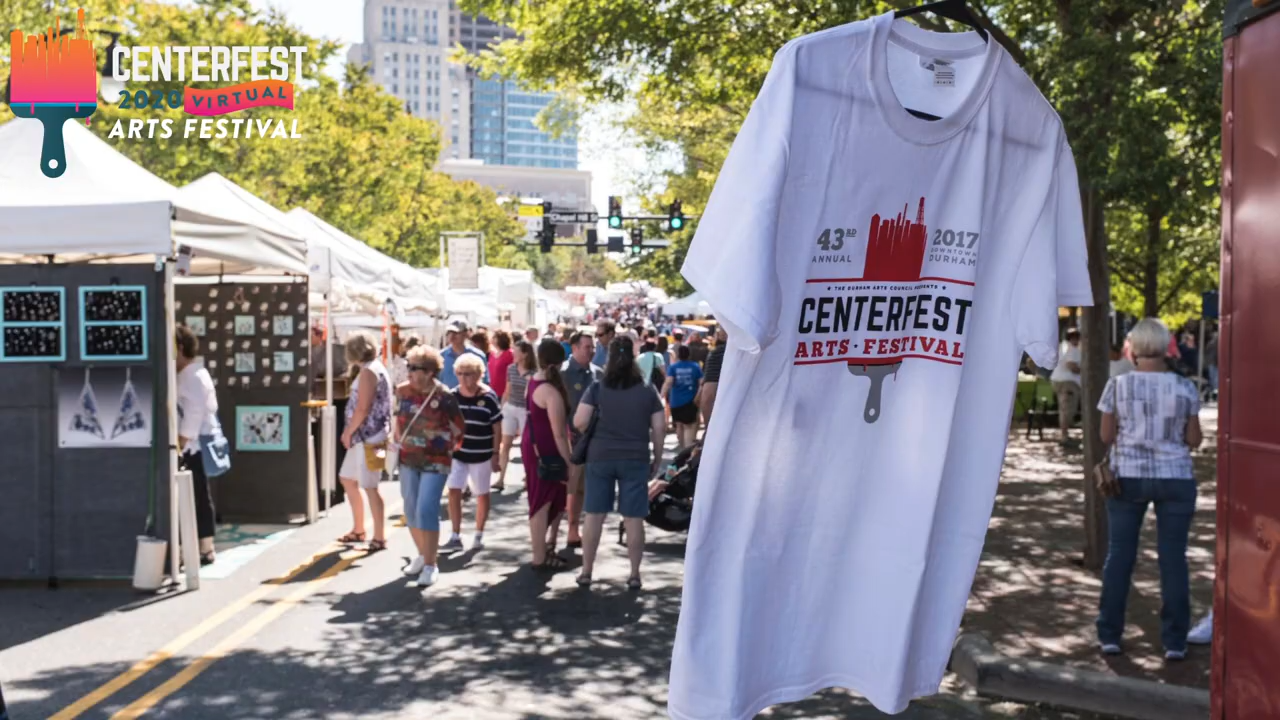 CENTERFEST
2020 VIRTUAL
ARTS FESTIVAL
Chapel Hill
43RD
ANNUAL
2017
DOWNTOWN
DURHAM
★ THE DURHAM ARTS COUNCIL PRESENTS ★
CENTERFEST
ARTS · FESTIVAL